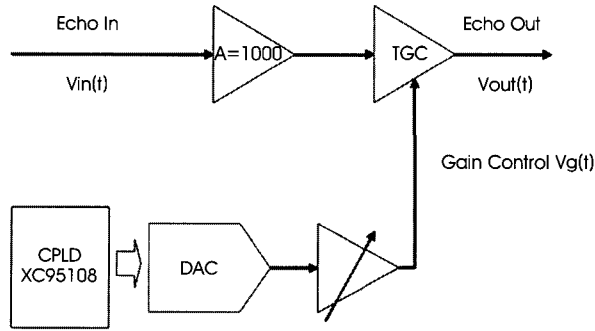 Echo In
Echo Out
A=1000
TGC
Vin(t)
Vout(t)
Gain Control Vg(t)
CPLD
XC95108
DAC